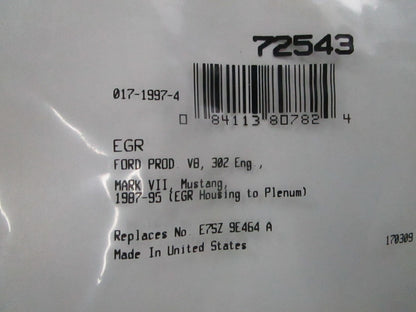 72543
017-1997-4
0 84113 80782 4
EGR
FORD PROD. V8, 302 Eng.,
MARK VII, Mustang,
1987-95 (EGR Housing to Plenum)
Replaces No. E75Z 9E464 A
Made In United States
170309